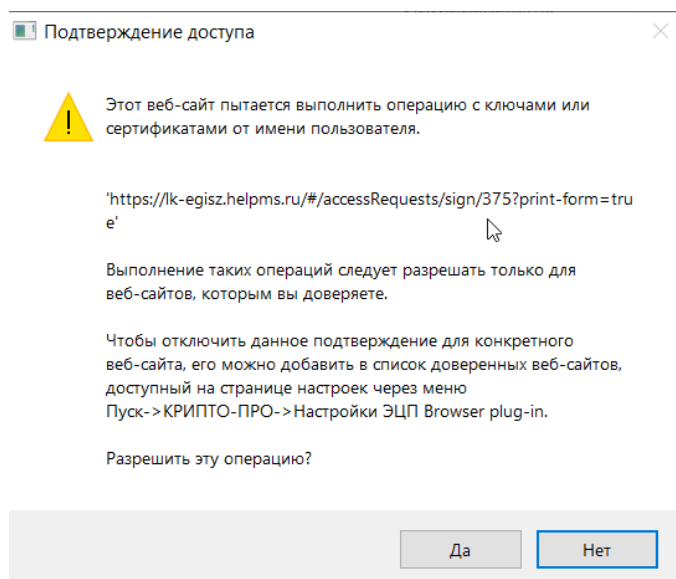 Подтверждение доступа
Этот веб-сайт пытается выполнить операцию с ключами или
сертификатами от имени пользователя.
'https://lk-egisz.helpms.ru/#/accessRequests/sign/375?print-form=tru
e'
Выполнение таких операций следует разрешать только для
веб-сайтов, которым вы доверяете.
Чтобы отключить данное подтверждение для конкретного
веб-сайта, его можно добавить в список доверенных веб-сайтов,
доступный на странице настроек через меню
Пуск->КРИПТО-ПРО->Настройки ЭЦП Browser plug-in.
Разрешить эту операцию?
Да
Нет